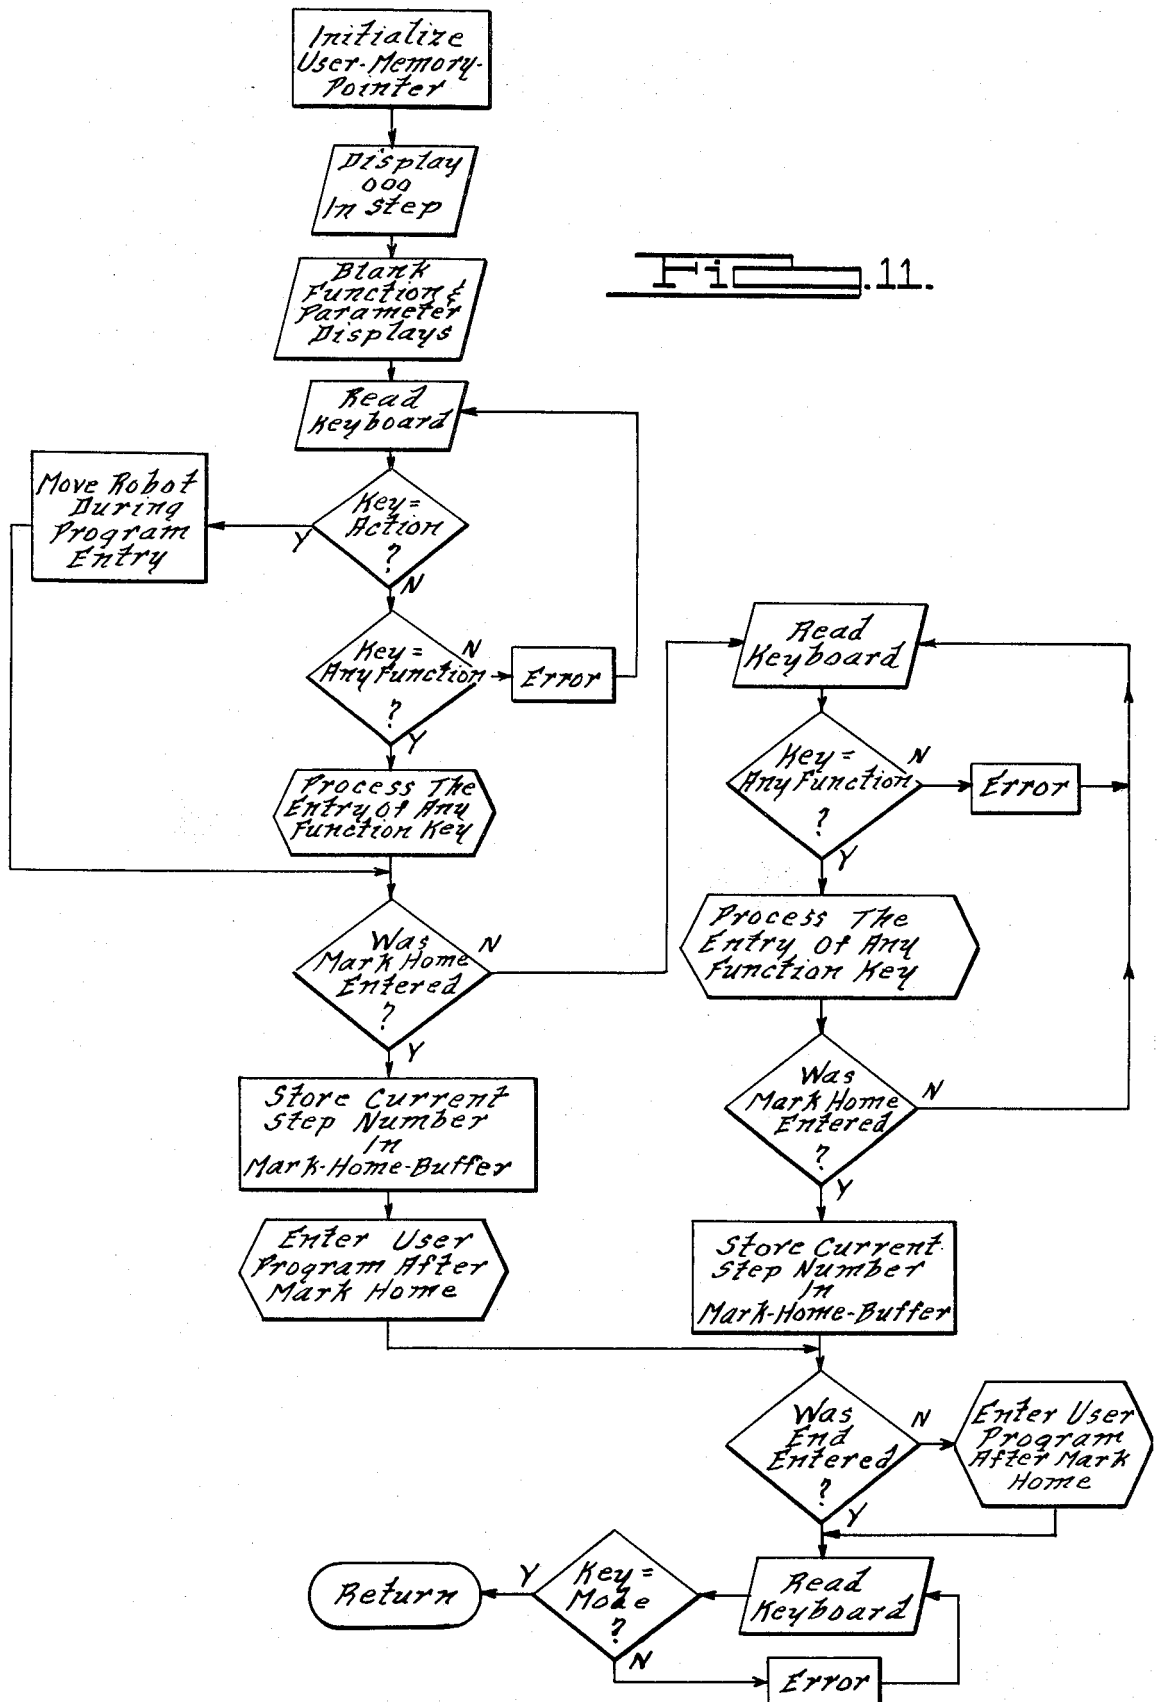 Initialize
User-Memory-
Pointer
Display
000
In step
Blank
Function &
Parameter
Displays
Fig. 11.
Read
Keyboard
Move Robot
During
Program
Entry
Key =
Action
?
Y
N
Key =
Any Function
?
N
Error
Y
Process The
Entry Of Any
Function Key
Was
Mark Home
Entered
?
N
Y
Store Current
Step Number
In
Mark-Home-Buffer
Enter User
Program After
Mark Home
Read
Keyboard
Key =
Any Function
?
N
Error
Y
Process The
Entry Of Any
Function Key
Was
Mark Home
Entered
?
N
Y
Store Current
Step Number
In
Mark-Home-Buffer
Was
End
Entered
?
N
Enter User
Program
After Mark
Home
Y
Read
Keyboard
Key =
Mode
?
Y
Return
N
Error